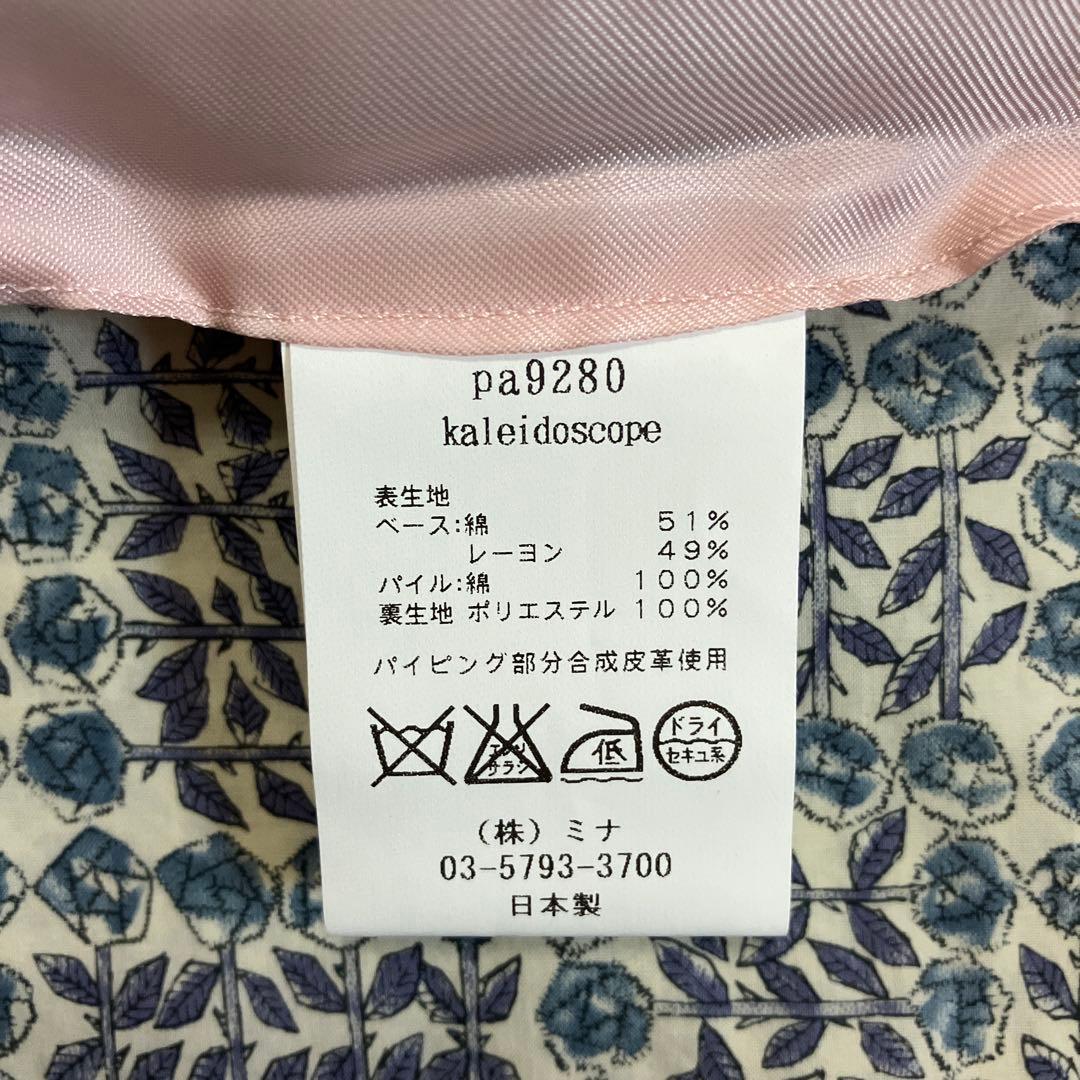 pa9280
kaleidoscope
表生地
ベース:綿 51%
レーヨン 49%
パイル:綿 100%
裏生地 ポリエステル 100%
パイピング部分合成皮革使用
エンソサラシ 低 ドライセキユ系
(株)ミナ
03-5793-3700
日本製